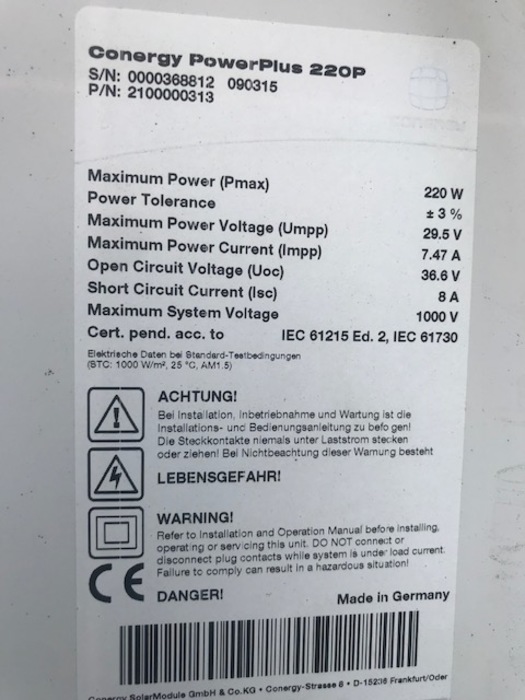 Conergy PowerPlus 220P
S/N: 0000368812 090315
P/N: 2100000313
Maximum Power (Pmax) 220 W
Power Tolerance ± 3 %
Maximum Power Voltage (Umpp) 29.5 V
Maximum Power Current (Impp) 7.47 A
Open Circuit Voltage (Uoc) 36.6 V
Short Circuit Current (Isc) 8 A
Maximum System Voltage 1000 V
Cert. pend. acc. to IEC 61215 Ed. 2, IEC 61730
Elektrische Daten bei Standard-Testbedingungen
(STC: 1000 W/m², 25 °C, AM1.5)
ACHTUNG!
Bei Installation, Inbetriebnahme und Wartung ist die
Installations- und Bedienungsanleitung zu befolgen!
Die Steckkontakte niemals unter Laststrom stecken
oder ziehen! Bei Nichtbeachtung dieser Warnung besteht
LEBENSGEFAHR!
WARNING!
Refer to Installation and Operation Manual before installing,
operating or servicing this unit. DO NOT connect or
disconnect plug contacts while system is under load current.
Failure to comply can result in a hazardous situation!
CE DANGER! Made in Germany
Conergy SolarModule GmbH & Co.KG • Conergy-Strasse 8 • D-15236 Frankfurt/Oder